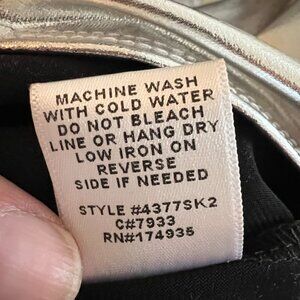 MACHINE WASH
WITH COLD WATER
DO NOT BLEACH
LINE OR HANG DRY
LOW IRON ON
REVERSE
SIDE IF NEEDED
STYLE #4377SK2
C#7933
RN#174935